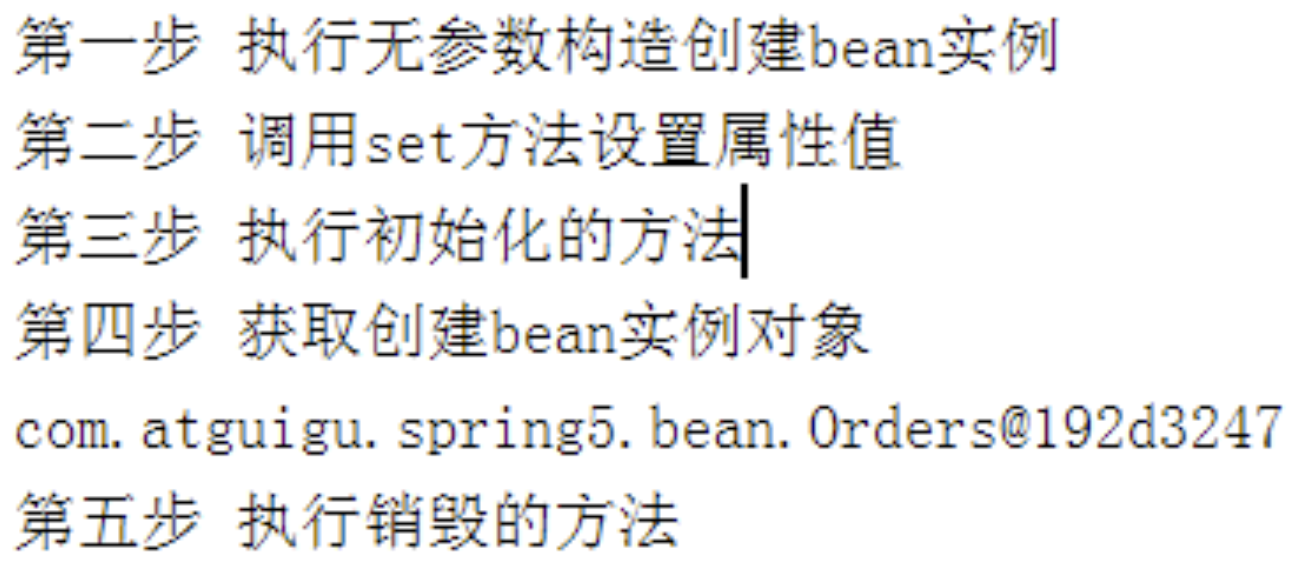 第一步 执行无参数构造创建bean实例
第二步 调用set方法设置属性值
第三步 执行初始化的方法
第四步 获取创建bean实例对象
com.atguigu.spring5.bean.Orders@192d3247
第五步 执行销毁的方法